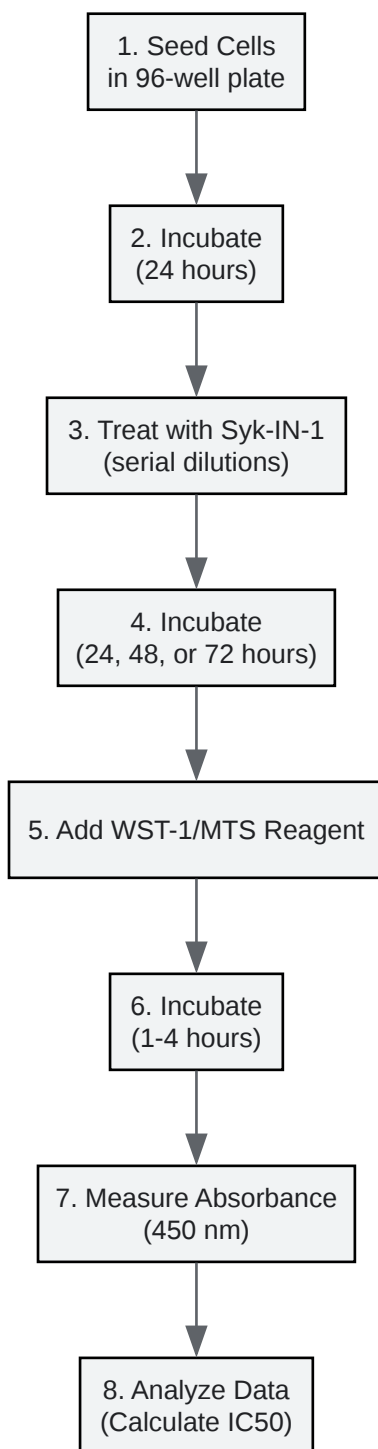 1. Seed Cells
in 96-well plate
2. Incubate
(24 hours)
3. Treat with Syk-IN-1
(serial dilutions)
4. Incubate
(24, 48, or 72 hours)
5. Add WST-1/MTS Reagent
6. Incubate
(1-4 hours)
7. Measure Absorbance
(450 nm)
8. Analyze Data
(Calculate IC50)